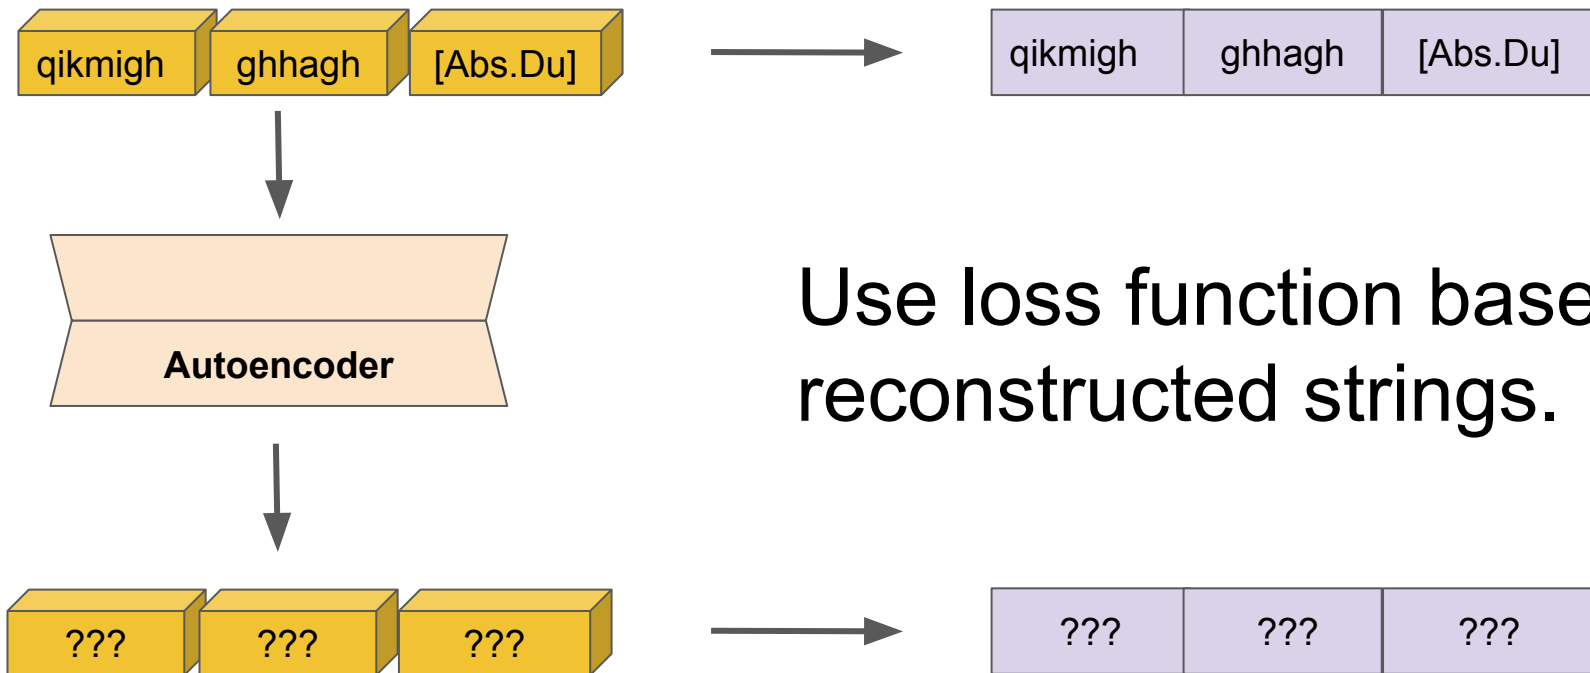 qikmigh ghhagh [Abs.Du] qikmigh ghhagh [Abs.Du]
Use loss function base
reconstructed strings.
Autoencoder
??? ??? ??? ??? ??? ???